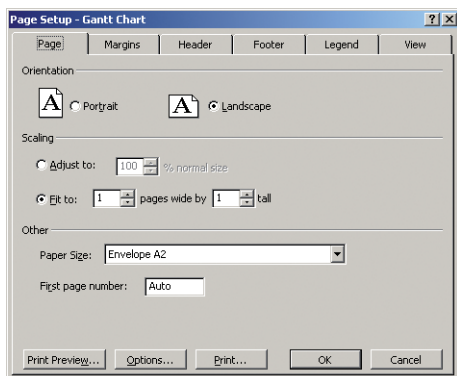 Page Setup - Gantt Chart
Page Margins Header Footer Legend View
Orientation
A Portrait A Landscape
Scaling
Adjust to: 100 % normal size
Fit to: 1 pages wide by 1 tall
Other
Paper Size: Envelope A2
First page number: Auto
Print Preview... Options... Print... OK Cancel